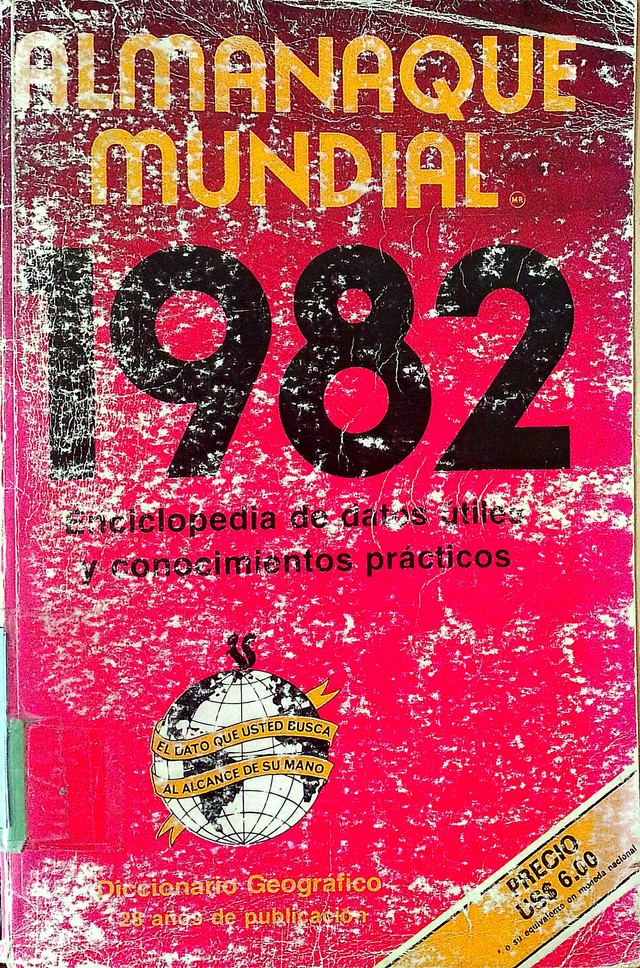 ALMANAQUE
MUNDIAL
MR
1982
Enciclopedia de datos útiles
y conocimientos prácticos
EL DATO QUE USTED BUSCA
AL ALCANCE DE SU MANO
Diccionario Geográfico
28 años de publicación
PRECIO
US$ 6.00
* o su equivalente en moneda nacional